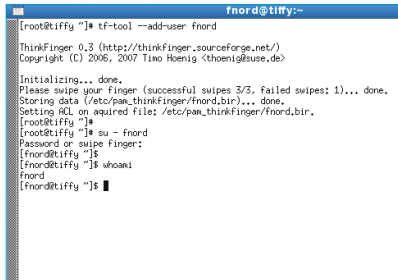 fnord@tiffy:~
[root@tiffy ~]# tf-tool --add-user fnord
ThinkFinger 0.3 (http://thinkfinger.sourceforge.net/)
Copyright (C) 2006, 2007 Timo Hoenig <thoenig@suse.de>
Initializing... done.
Please swipe your finger (successful swipes 3/3, failed swipes: 1)... done.
Storing data (/etc/pam_thinkfinger/fnord.bir)... done.
Setting ACL on aquired file: /etc/pam_thinkfinger/fnord.bir.
[root@tiffy ~]#
[root@tiffy ~]# su - fnord
Password or swipe finger:
[fnord@tiffy ~]$
[fnord@tiffy ~]$ whoami
fnord
[fnord@tiffy ~]$